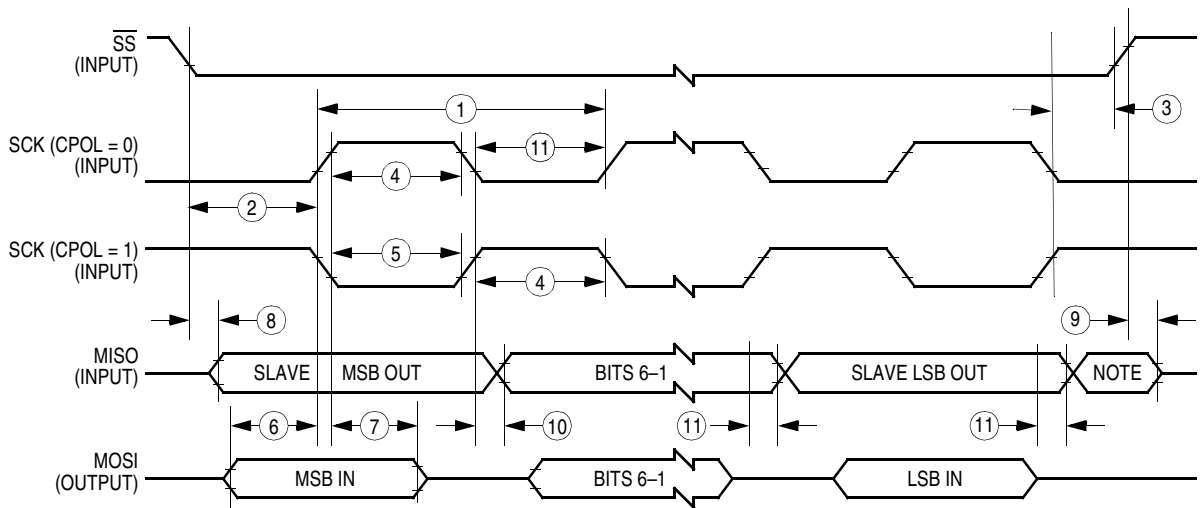 SS
(INPUT)
1
3
SCK (CPOL = 0)
(INPUT)
11
4
2
SCK (CPOL = 1)
(INPUT)
5
4
8
9
MISO
(INPUT)
SLAVE MSB OUT
BITS 6–1
SLAVE LSB OUT
NOTE
6
7
10
11
11
MOSI
(OUTPUT)
MSB IN
BITS 6–1
LSB IN